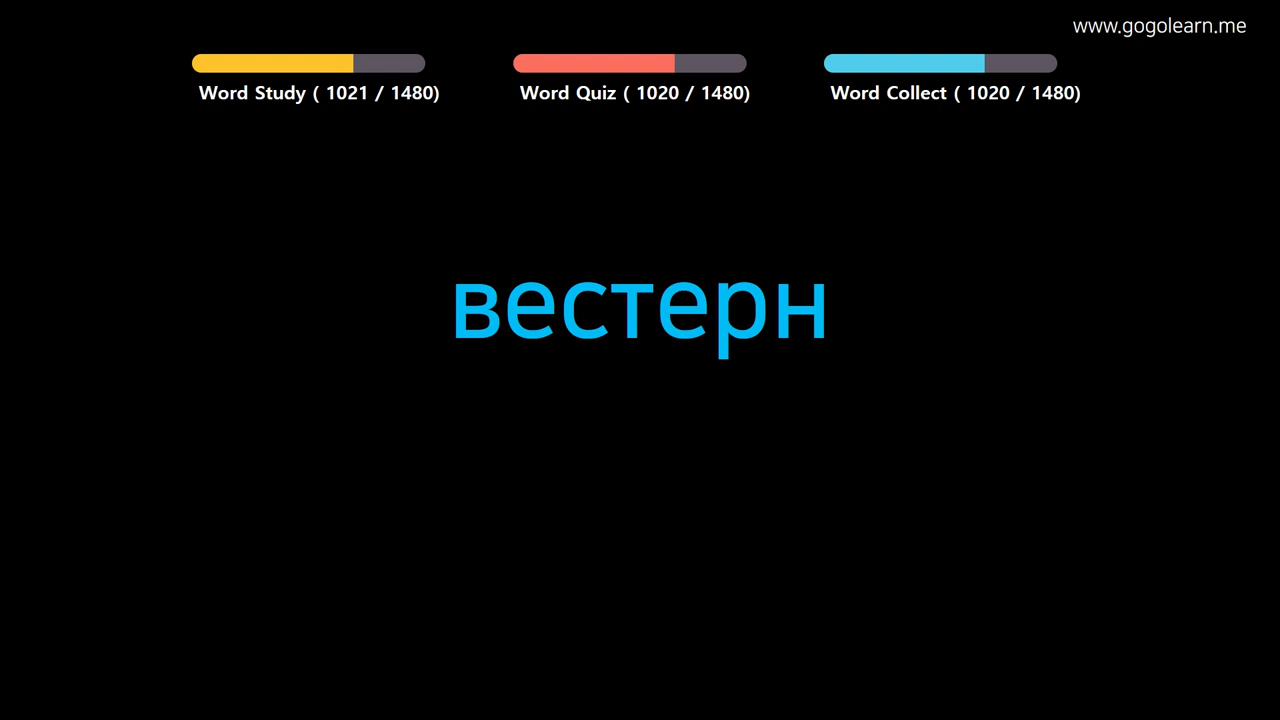 www.gogolearn.me
Word Study ( 1021 / 1480)
Word Quiz ( 1020 / 1480)
Word Collect ( 1020 / 1480)
вестерн